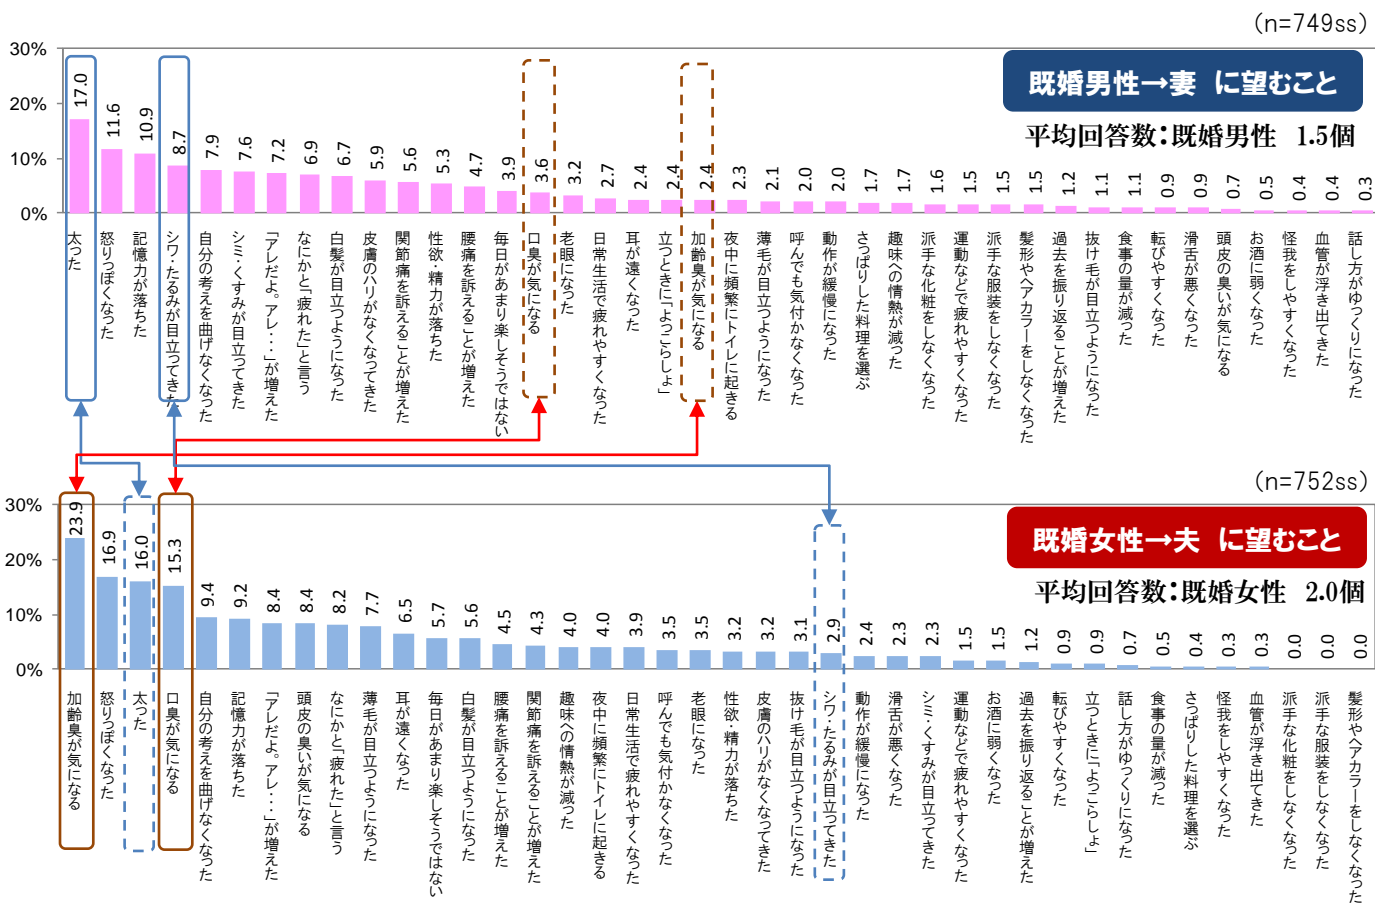 (n=749ss)
既婚男性→妻 に望むこと
平均回答数：既婚男性 1.5個
30%
20%
10%
0%
17.0
11.6
10.9
8.7
7.9
7.6
7.2
6.9
6.7
5.9
5.6
5.3
4.7
3.9
3.6
3.2
2.7
2.4
2.4
2.4
2.3
2.1
2.0
2.0
1.7
1.7
1.6
1.5
1.5
1.5
1.2
1.1
1.1
0.9
0.9
0.7
0.5
0.4
0.4
0.3
太った
怒りっぽくなった
記憶力が落ちた
シワ・たるみが目立ってきた
自分の考えを曲げなくなった
シミ・くすみが目立ってきた
「アレだよ。アレ・・・」が増えた
なにかと「疲れた」と言う
白髪が目立つようになった
皮膚のハリがなくなってきた
関節痛を訴えることが増えた
性欲・精力が落ちた
腰痛を訴えることが増えた
毎日があまり楽しそうではない
口臭が気になる
老眼になった
日常生活で疲れやすくなった
耳が遠くなった
立つときに「よっこらしょ」
加齢臭が気になる
夜中に頻繁にトイレに起きる
薄毛が目立つようになった
呼んでも気付かなくなった
動作が緩慢になった
さっぱりした料理を選ぶ
趣味への情熱が減った
派手な化粧をしなくなった
運動などで疲れやすくなった
派手な服装をしなくなった
髪形やヘアカラーをしなくなった
過去を振り返ることが増えた
抜け毛が目立つようになった
食事の量が減った
転びやすくなった
滑舌が悪くなった
頭皮の臭いが気になる
お酒に弱くなった
怪我をしやすくなった
血管が浮き出てきた
話し方がゆっくりになった
(n=752ss)
既婚女性→夫 に望むこと
平均回答数：既婚女性 2.0個
30%
20%
10%
0%
23.9
16.9
16.0
15.3
9.4
9.2
8.4
8.4
8.2
7.7
6.5
5.7
5.6
4.5
4.3
4.0
4.0
3.9
3.5
3.5
3.2
3.2
3.1
2.9
2.4
2.3
2.3
1.5
1.5
1.2
0.9
0.9
0.7
0.5
0.4
0.3
0.3
0.0
0.0
0.0
加齢臭が気になる
怒りっぽくなった
太った
口臭が気になる
自分の考えを曲げなくなった
記憶力が落ちた
「アレだよ。アレ・・・」が増えた
頭皮の臭いが気になる
なにかと「疲れた」と言う
薄毛が目立つようになった
耳が遠くなった
毎日があまり楽しそうではない
白髪が目立つようになった
腰痛を訴えることが増えた
関節痛を訴えることが増えた
趣味への情熱が減った
夜中に頻繁にトイレに起きる
日常生活で疲れやすくなった
呼んでも気付かなくなった
老眼になった
性欲・精力が落ちた
皮膚のハリがなくなってきた
抜け毛が目立つようになった
シワ・たるみが目立ってきた
動作が緩慢になった
滑舌が悪くなった
シミ・くすみが目立ってきた
運動などで疲れやすくなった
お酒に弱くなった
過去を振り返ることが増えた
転びやすくなった
立つときに「よっこらしょ」
話し方がゆっくりになった
食事の量が減った
さっぱりした料理を選ぶ
怪我をしやすくなった
血管が浮き出てきた
派手な化粧をしなくなった
派手な服装をしなくなった
髪形やヘアカラーをしなくなった